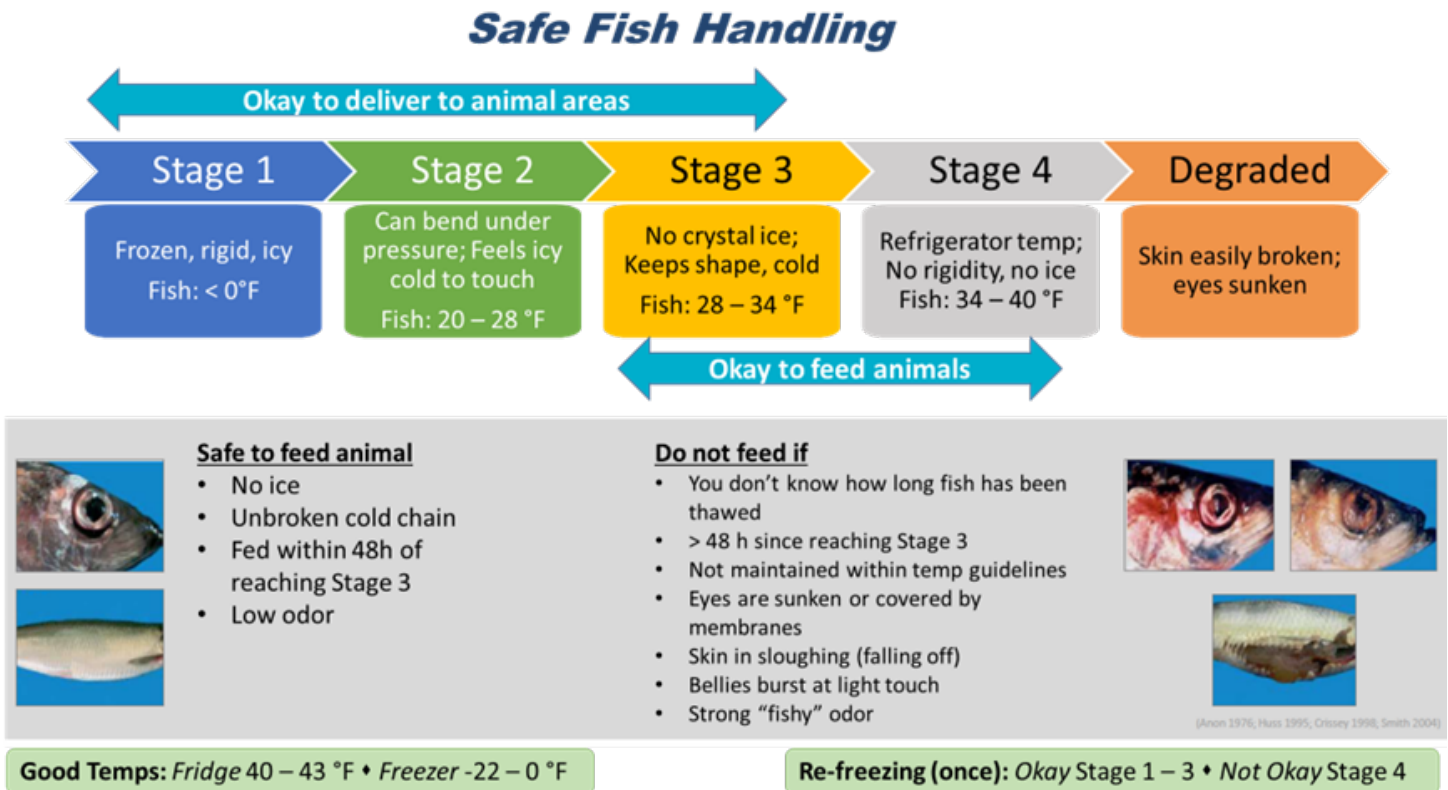 Safe Fish Handling
Okay to deliver to animal areas
Stage 1
Stage 2
Stage 3
Stage 4
Degraded
Frozen, rigid, icy
Fish: < 0°F
Can bend under
pressure; Feels icy
cold to touch
Fish: 20 – 28 °F
No crystal ice;
Keeps shape, cold
Fish: 28 – 34 °F
Refrigerator temp;
No rigidity, no ice
Fish: 34 – 40 °F
Skin easily broken;
eyes sunken
Okay to feed animals
Safe to feed animal
• No ice
• Unbroken cold chain
• Fed within 48h of
reaching Stage 3
• Low odor
Do not feed if
• You don't know how long fish has been
thawed
• > 48 h since reaching Stage 3
• Not maintained within temp guidelines
• Eyes are sunken or covered by
membranes
• Skin in sloughing (falling off)
• Bellies burst at light touch
• Strong “fishy” odor
(Anon 1976, Huss 1995, Crissey 1998, Smith 2004)
Good Temps: Fridge 40 – 43 °F • Freezer -22 – 0 °F
Re-freezing (once): Okay Stage 1 – 3 • Not Okay Stage 4